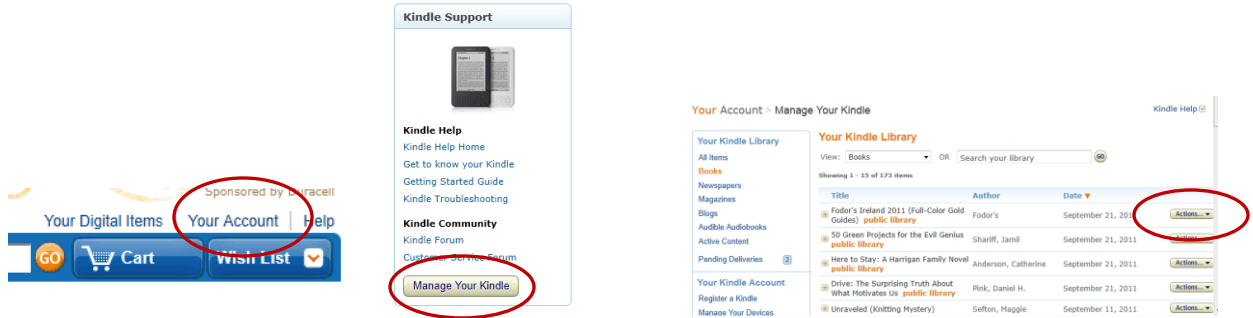 Sponsored by Duracell
Your Digital Items Your Account | Help
GO Cart Wish List
Kindle Support
Kindle Help
Kindle Help Home
Get to know your Kindle
Getting Started Guide
Kindle Troubleshooting
Kindle Community
Kindle Forum
Customer Service Forum
Manage Your Kindle
Your Account > Manage Your Kindle
Kindle Help
Your Kindle Library
All Items
Books
Newspapers
Magazines
Blogs
Audible Audiobooks
Active Content
Pending Deliveries 2
Your Kindle Account
Register a Kindle
Manage Your Devices
Your Kindle Library
View: Books OR Search your library GO
Showing 1 - 15 of 173 items
Title Author Date
Fodor's Ireland 2011 (Full-Color Gold
Guides) public library Fodor's September 21, 2011 Actions...
50 Green Projects for the Evil Genius
public library Shariff, Jamil September 21, 2011 Actions...
Here to Stay: A Harrigan Family Novel
public library Anderson, Catherine September 21, 2011 Actions...
Drive: The Surprising Truth About
What Motivates Us public library Pink, Daniel H. September 21, 2011 Actions...
Unraveled (Knitting Mystery) Sefton, Maggie September 11, 2011 Actions...